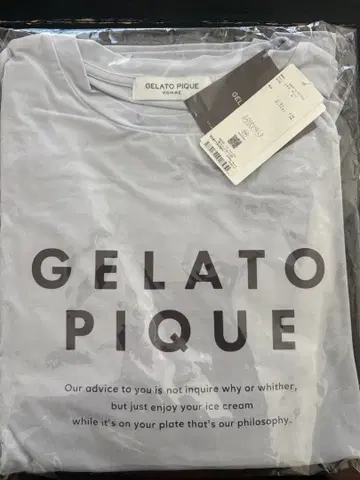 GELATO PIQUE
HOMME
GEL
GELATO
PIQUE
Our advice to you is not inquire why or whither,
but just enjoy your ice cream
while it's on your plate that's our philosophy.